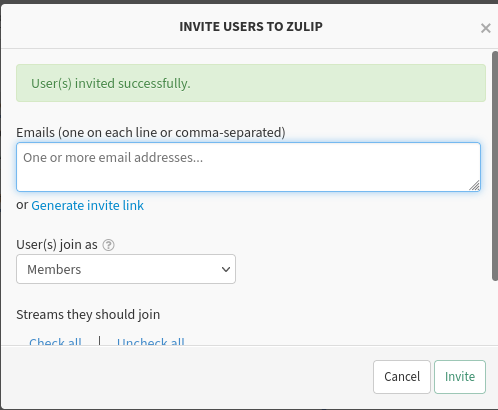 INVITE USERS TO ZULIP
×
User(s) invited successfully.
Emails (one on each line or comma-separated)
One or more email addresses...
or Generate invite link
User(s) join as ?
Members
Streams they should join
Check all | Uncheck all
Cancel Invite